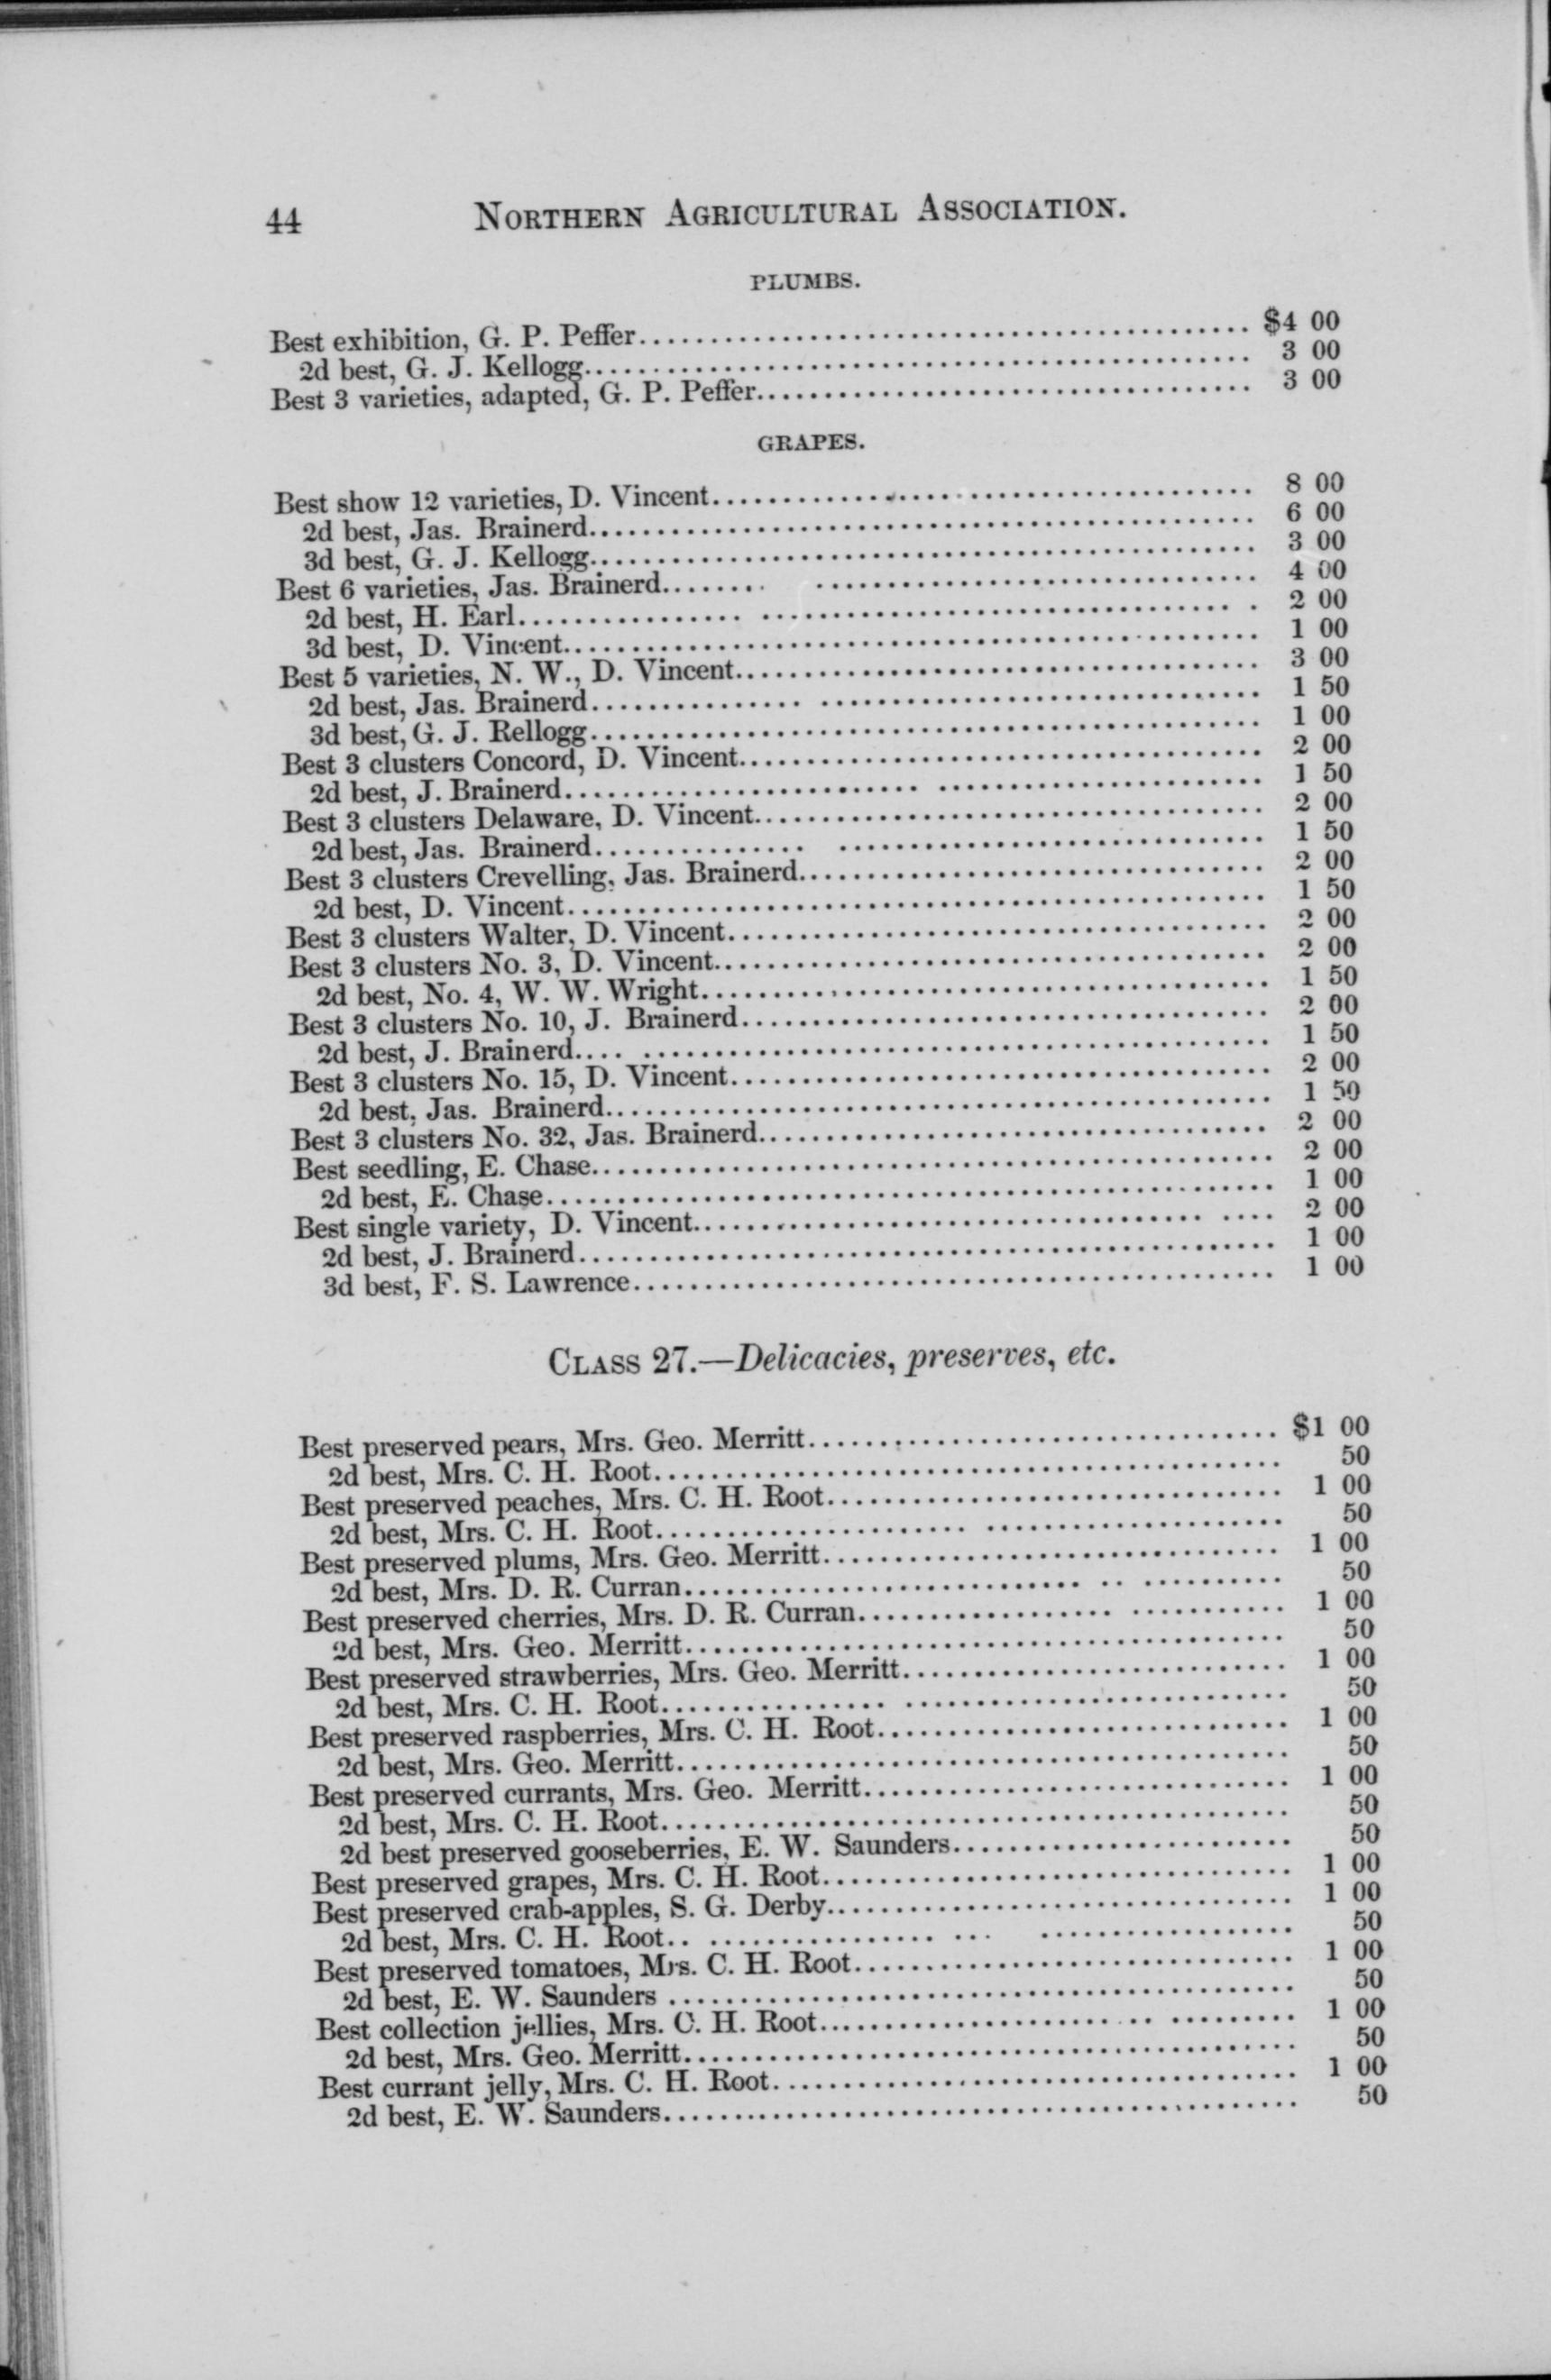 44 NORTHERN AGRICULTURAL ASSOCIATION.
PLUMBS.
Best exhibition, G. P. Peffer........ $4 00
2d best, G. J. Kellogg........ 3 00
Best 3 varieties, adapted, G. P. Peffer........ 3 00
GRAPES.
Best show 12 varieties, D. Vincent........ 8 00
2d best, Jas. Brainerd........ 6 00
3d best, G. J. Kellogg........ 3 00
Best 6 varieties, Jas. Brainerd........ 4 00
2d best, H. Earl........ 2 00
3d best, D. Vincent........ 1 00
Best 5 varieties, N. W., D. Vincent........ 3 00
2d best, Jas. Brainerd........ 1 50
3d best, G. J. Rellogg........ 1 00
Best 3 clusters Concord, D. Vincent........ 2 00
2d best, J. Brainerd........ 1 50
Best 3 clusters Delaware, D. Vincent........ 2 00
2d best, Jas. Brainerd........ 1 50
Best 3 clusters Crevelling, Jas. Brainerd........ 2 00
2d best, D. Vincent........ 1 50
Best 3 clusters Walter, D. Vincent........ 2 00
Best 3 clusters No. 3, D. Vincent........ 2 00
2d best, No. 4, W. W. Wright........ 1 50
Best 3 clusters No. 10, J. Brainerd........ 2 00
2d best, J. Brainerd........ 1 50
Best 3 clusters No. 15, D. Vincent........ 2 00
2d best, Jas. Brainerd........ 1 50
Best 3 clusters No. 32, Jas. Brainerd........ 2 00
Best seedling, E. Chase........ 2 00
2d best, E. Chase........ 1 00
Best single variety, D. Vincent........ 2 00
2d best, J. Brainerd........ 1 00
3d best, F. S. Lawrence........ 1 00
CLASS 27.—Delicacies, preserves, etc.
Best preserved pears, Mrs. Geo. Merritt........ $1 00
2d best, Mrs. C. H. Root........ 50
Best preserved peaches, Mrs. C. H. Root........ 1 00
2d best, Mrs. C. H. Root........ 50
Best preserved plums, Mrs. Geo. Merritt........ 1 00
2d best, Mrs. D. R. Curran........ 50
Best preserved cherries, Mrs. D. R. Curran........ 1 00
2d best, Mrs. Geo. Merritt........ 50
Best preserved strawberries, Mrs. Geo. Merritt........ 1 00
2d best, Mrs. C. H. Root........ 50
Best preserved raspberries, Mrs. C. H. Root........ 1 00
2d best, Mrs. Geo. Merritt........ 50
Best preserved currants, Mrs. Geo. Merritt........ 1 00
2d best, Mrs. C. H. Root........ 50
2d best preserved gooseberries, E. W. Saunders........ 50
Best preserved grapes, Mrs. C. H. Root........ 1 00
Best preserved crab-apples, S. G. Derby........ 1 00
2d best, Mrs. C. H. Root........ 50
Best preserved tomatoes, Mrs. C. H. Root........ 1 00
2d best, E. W. Saunders ........ 50
Best collection jellies, Mrs. C. H. Root........ 1 00
2d best, Mrs. Geo. Merritt........ 50
Best currant jelly, Mrs. C. H. Root........ 1 00
2d best, E. W. Saunders........ 50